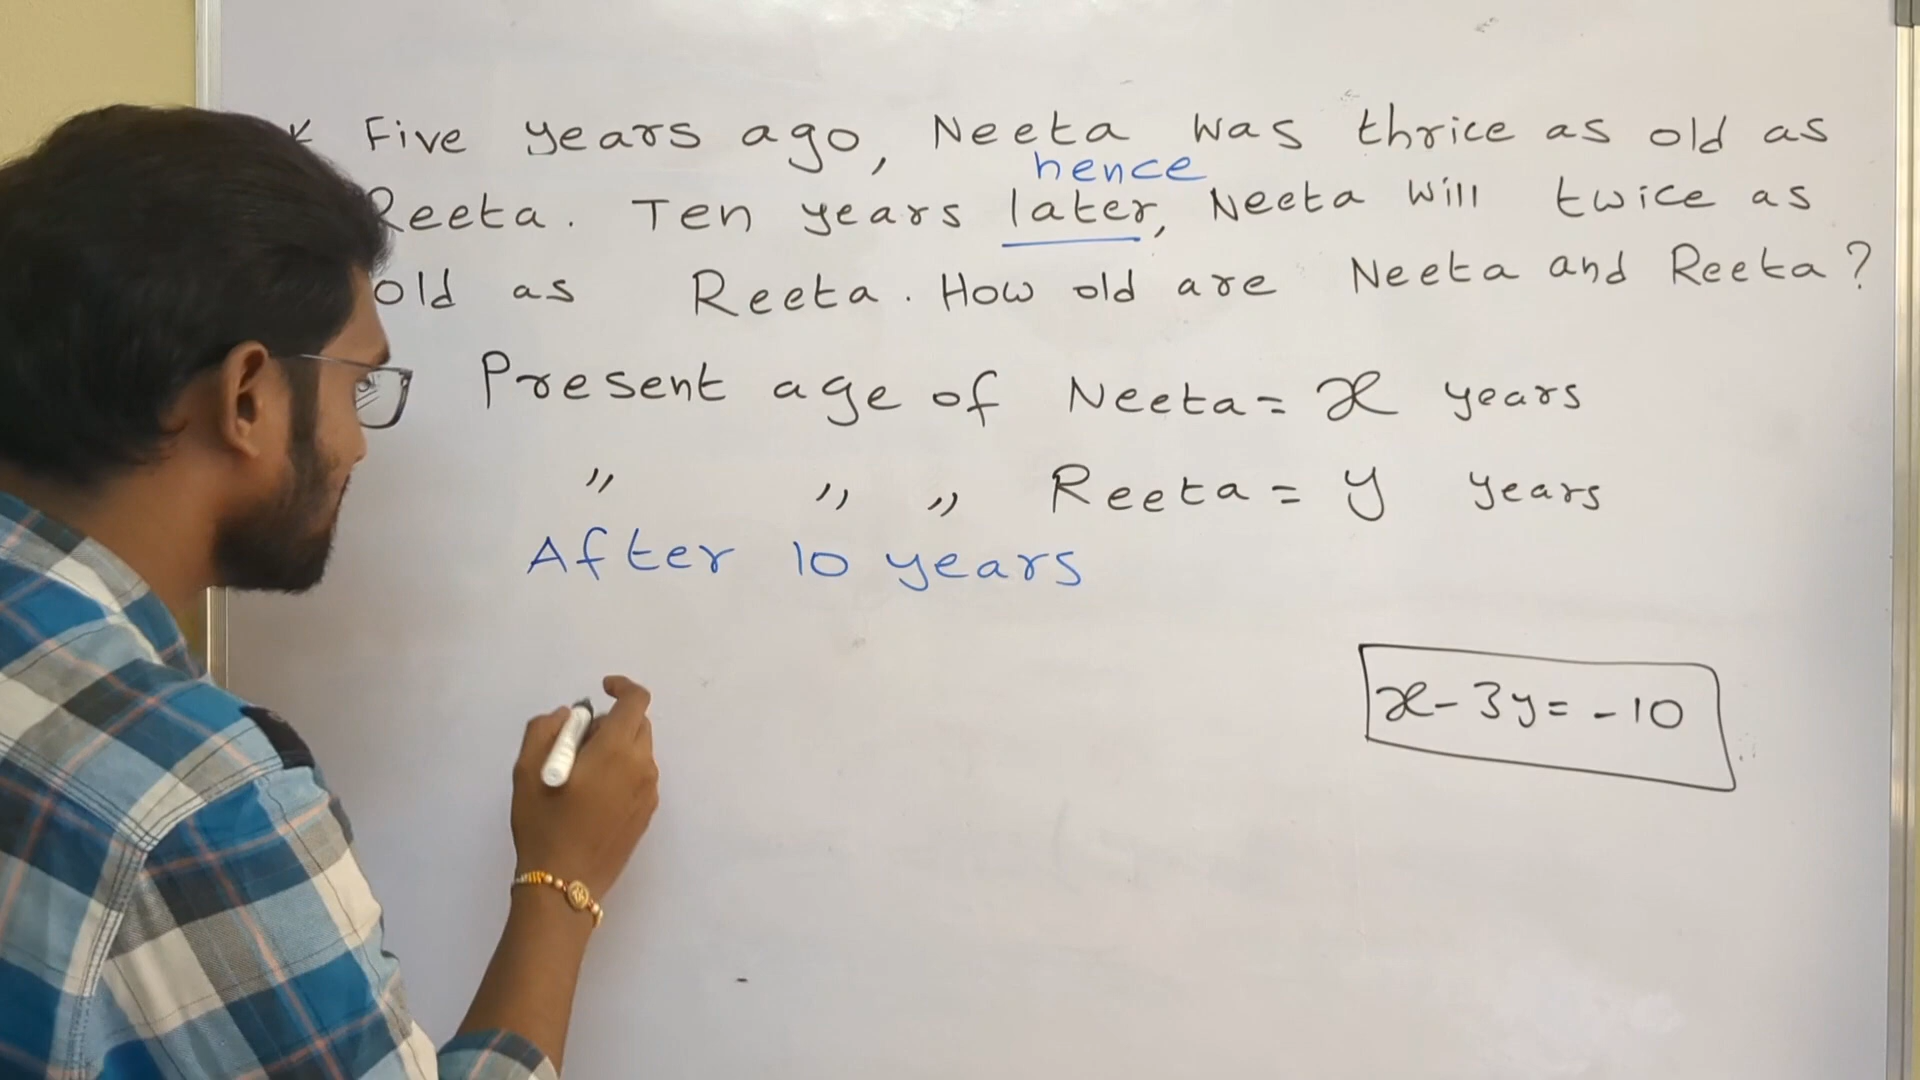 Five years ago, Neeta was thrice as old as
hence
Reeta. Ten years later, Neeta will twice as
old as Reeta. How old are Neeta and Reeta?
Present age of Neeta = x years
" " " Reeta = y years
After 10 years
x - 3y = -10